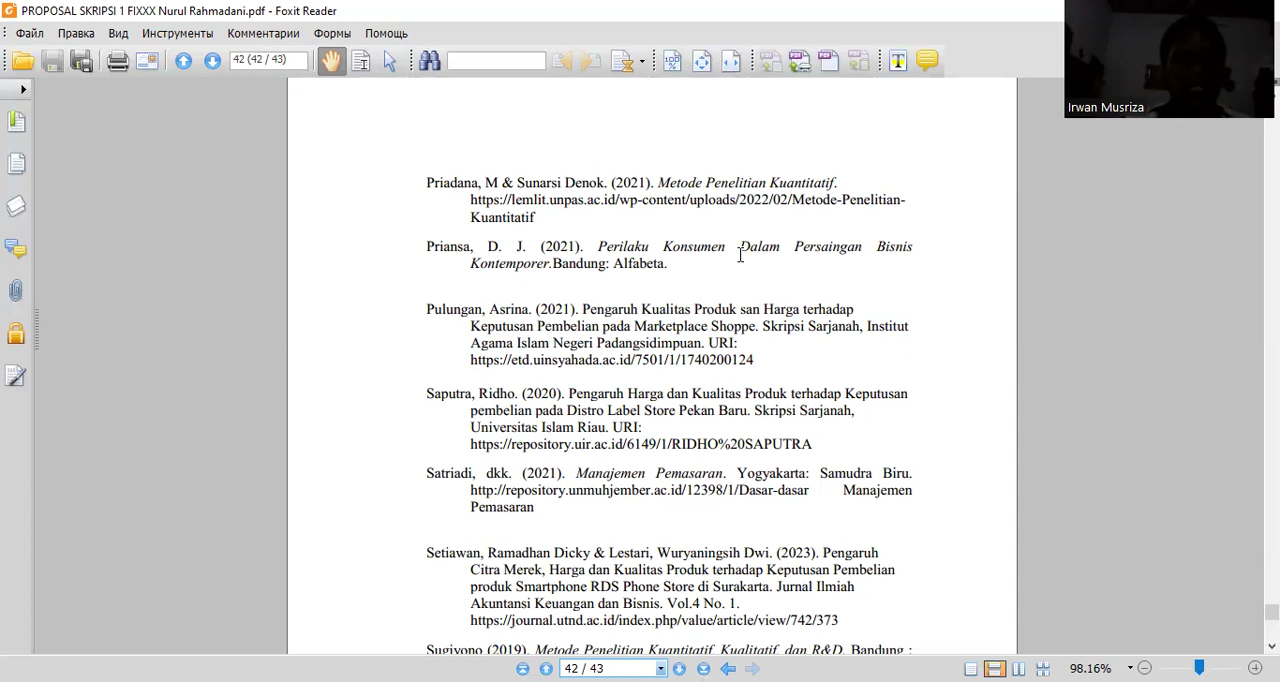 PROPOSAL SKRIPSI 1 FIXXX Nurul Rahmadani.pdf - Foxit Reader
Файл Правка Вид Инструменты Комментарии Формы Помощь
42 (42 / 43)
Irwan Musriza
Priadana, M & Sunarsi Denok. (2021). Metode Penelitian Kuantitatif.
https://lemlit.unpas.ac.id/wp-content/uploads/2022/02/Metode-Penelitian-
Kuantitatif
Priansa, D. J. (2021). Perilaku Konsumen Dalam Persaingan Bisnis
Kontemporer.Bandung: Alfabeta.
Pulungan, Asrina. (2021). Pengaruh Kualitas Produk san Harga terhadap
Keputusan Pembelian pada Marketplace Shoppe. Skripsi Sarjanah, Institut
Agama Islam Negeri Padangsidimpuan. URI:
https://etd.uinsyahada.ac.id/7501/1/1740200124
Saputra, Ridho. (2020). Pengaruh Harga dan Kualitas Produk terhadap Keputusan
pembelian pada Distro Label Store Pekan Baru. Skripsi Sarjanah,
Universitas Islam Riau. URI:
https://repository.uir.ac.id/6149/1/RIDHO%20SAPUTRA
Satriadi, dkk. (2021). Manajemen Pemasaran. Yogyakarta: Samudra Biru.
http://repository.unmuhjember.ac.id/12398/1/Dasar-dasar Manajemen
Pemasaran
Setiawan, Ramadhan Dicky & Lestari, Wuryaningsih Dwi. (2023). Pengaruh
Citra Merek, Harga dan Kualitas Produk terhadap Keputusan Pembelian
produk Smartphone RDS Phone Store di Surakarta. Jurnal Ilmiah
Akuntansi Keuangan dan Bisnis. Vol.4 No. 1.
https://journal.utnd.ac.id/index.php/value/article/view/742/373
Sugiyono (2019). Metode Penelitian Kuantitatif, Kualitatif, dan R&D. Bandung :
42 / 43
98.16%